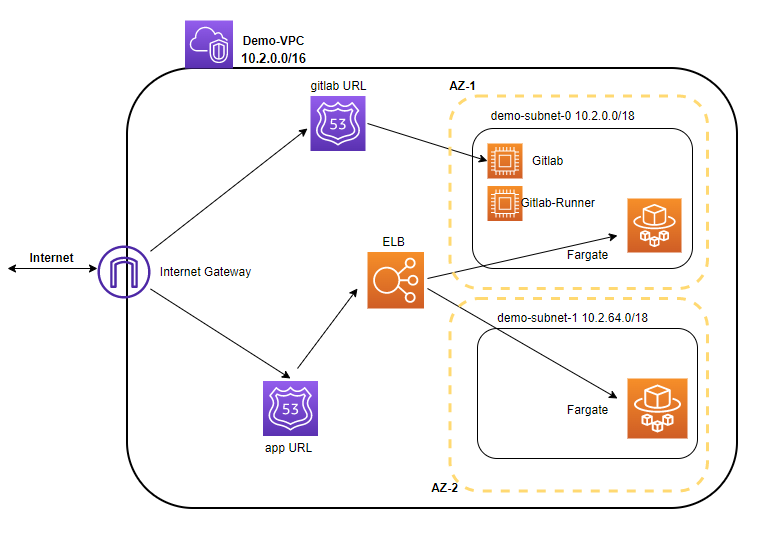 Demo-VPC
10.2.0.0/16
gitlab URL
53
AZ-1
demo-subnet-0 10.2.0.0/18
Gitlab
Gitlab-Runner
Fargate
ELB
Internet
Internet Gateway
demo-subnet-1 10.2.64.0/18
Fargate
53
app URL
AZ-2